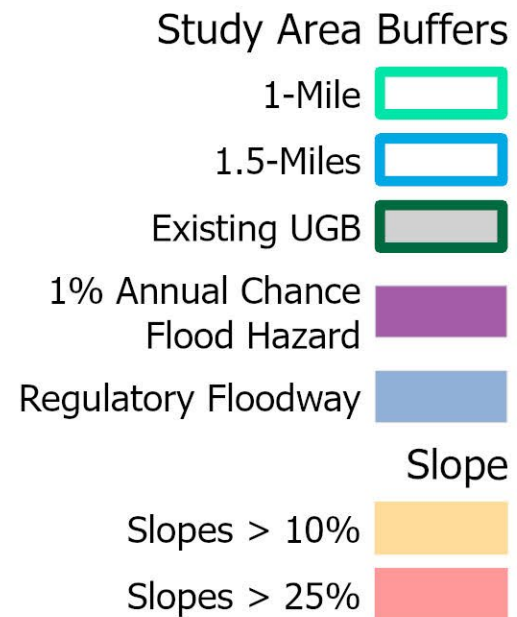 Study Area Buffers
1-Mile
1.5-Miles
Existing UGB
1% Annual Chance
Flood Hazard
Regulatory Floodway
Slope
Slopes > 10%
Slopes > 25%